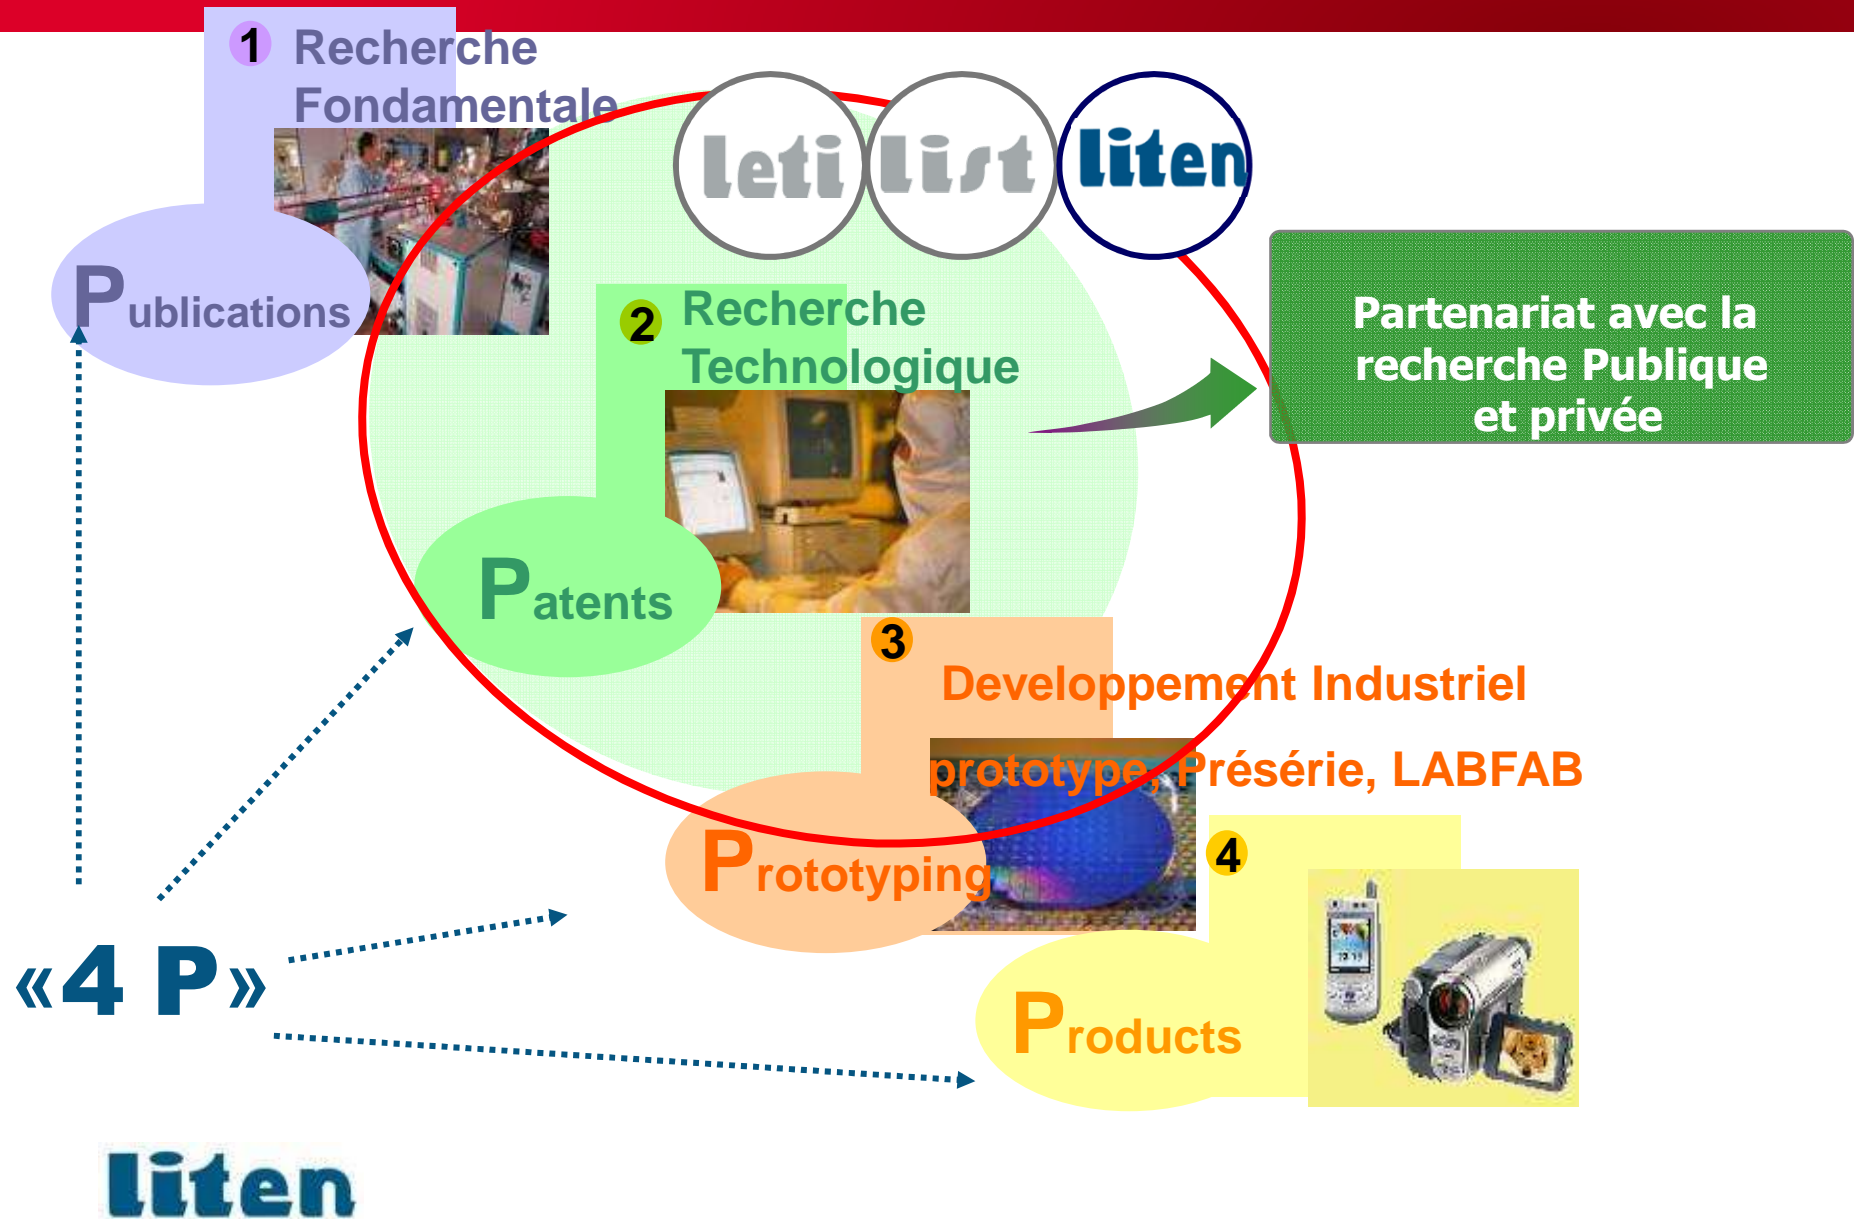 1 Recherche
Fondamentale
leti list liten
Publications
2 Recherche
Technologique
Partenariat avec la
recherche Publique
et privée
Patents
3
Developpement Industriel
prototype, Présérie, LABFAB
Prototyping
4
«4 P»
Products
liten